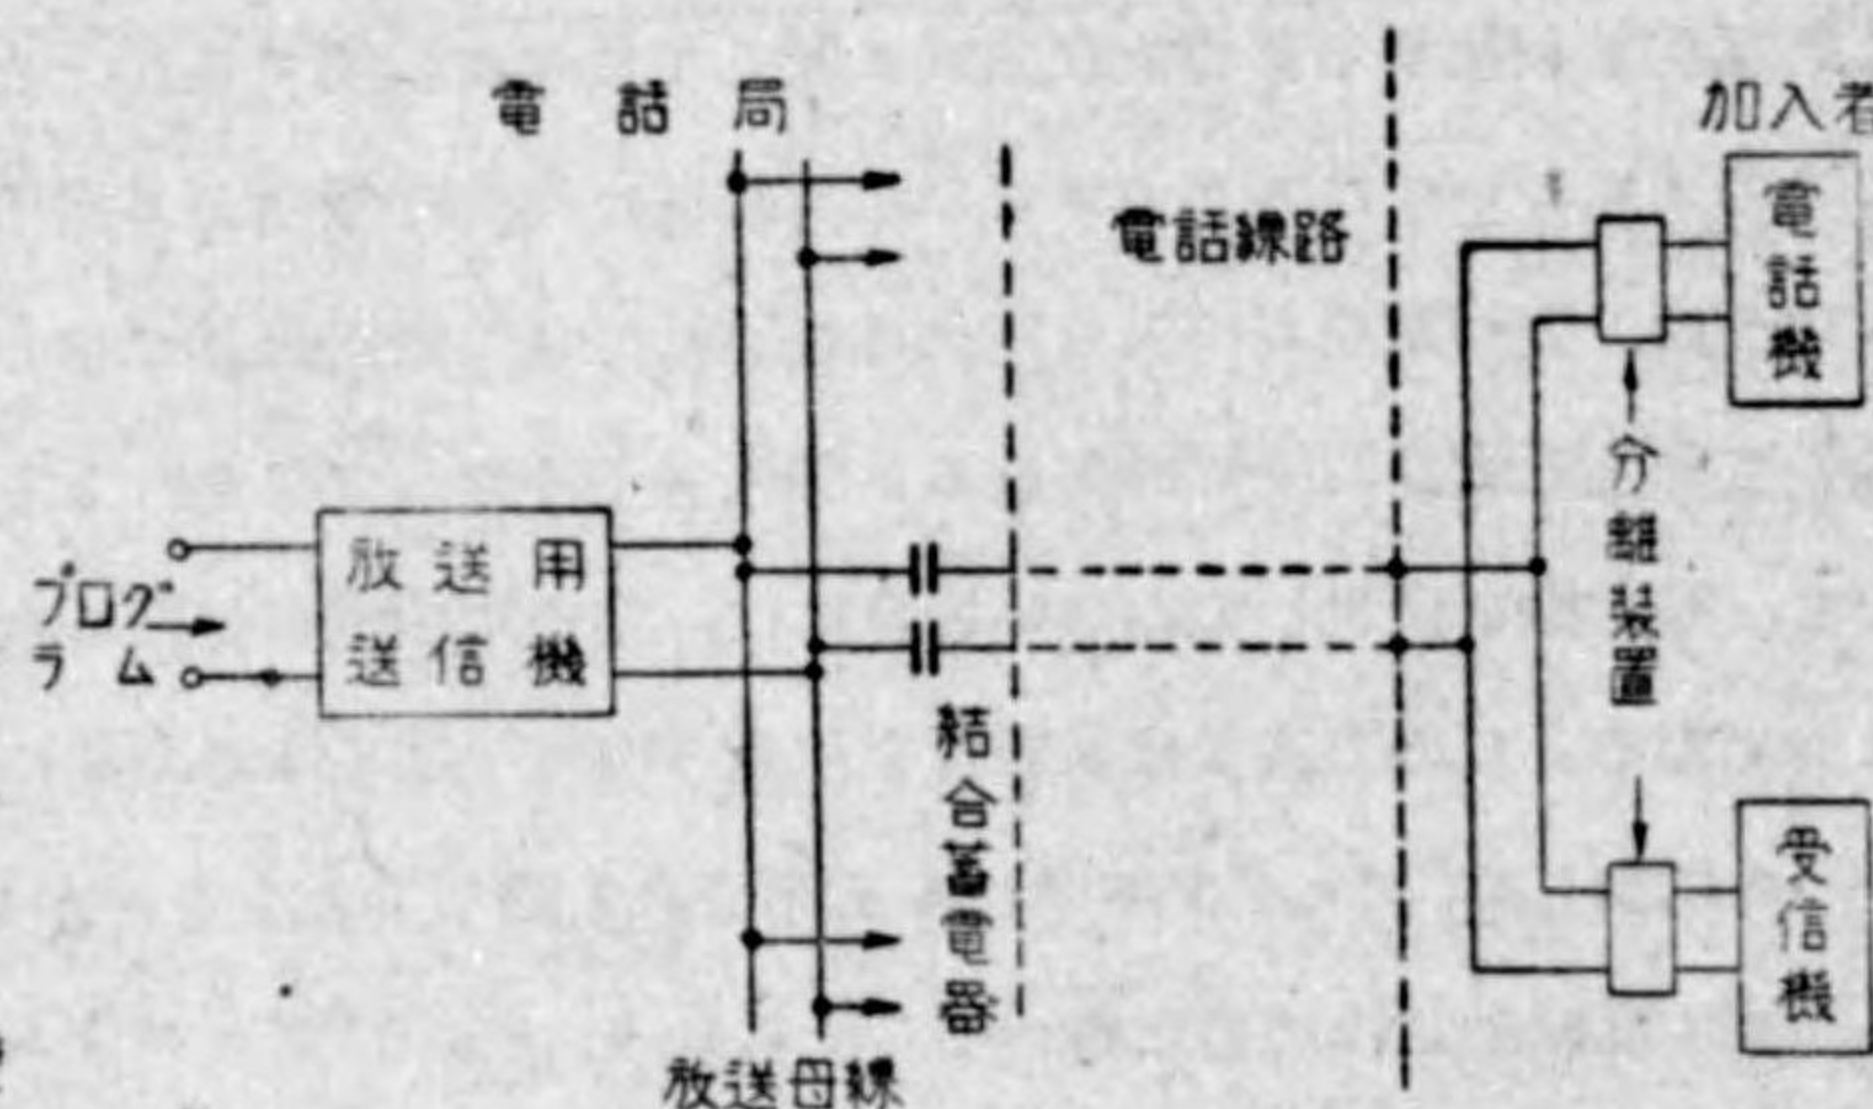 電話局
加入者
電話線路
電話機
分離装置
プログ
ラム
放送用
送信機
結合蓄電器
受信機
放送母線